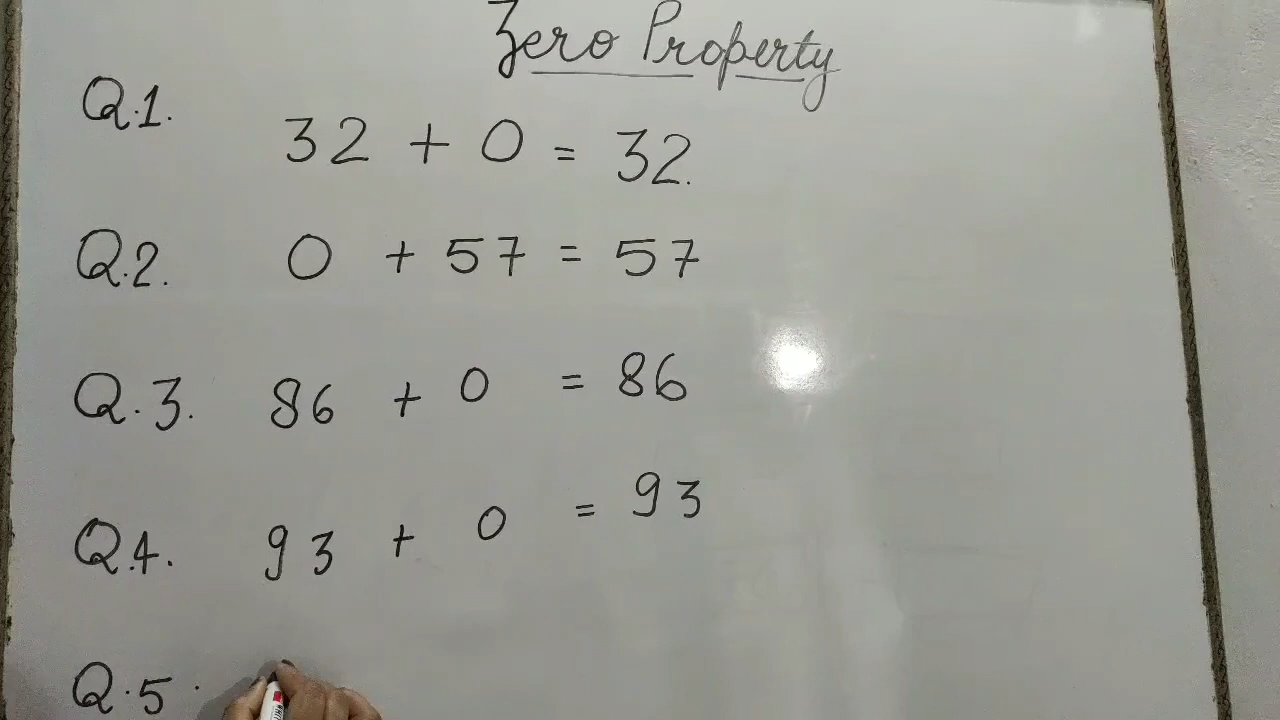 Zero Property
Q.1. 32 + 0 = 32.
Q.2. 0 + 57 = 57
Q.3. 86 + 0 = 86
Q.4. 93 + 0 = 93
Q.5.